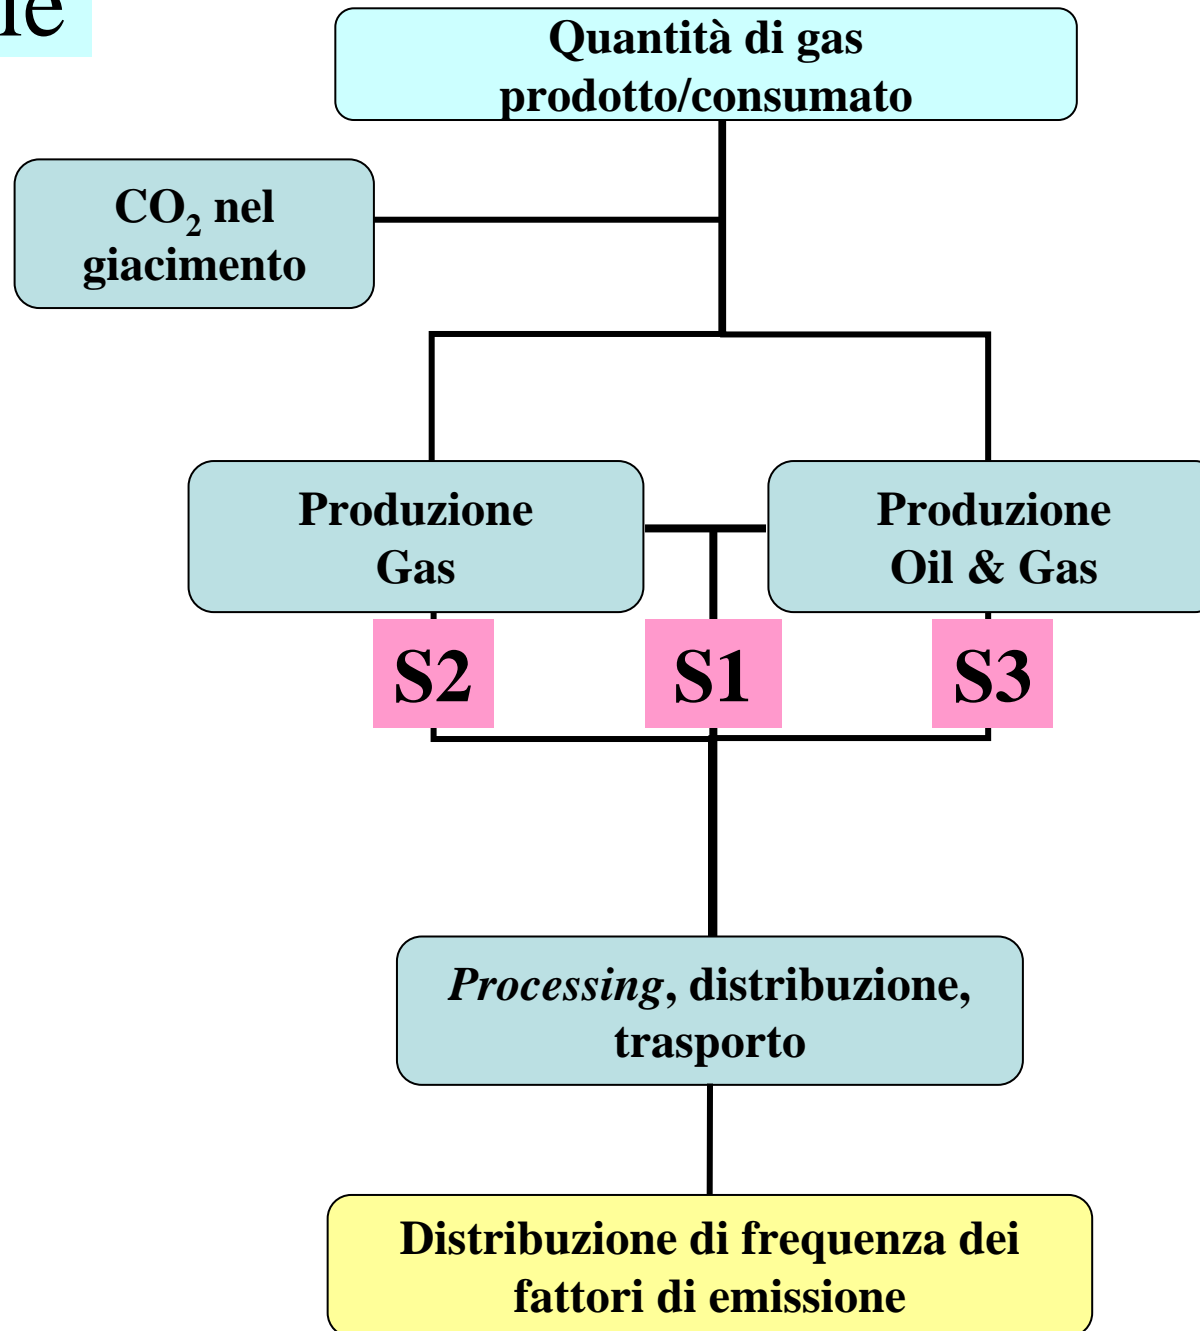 Quantità di gas
prodotto/consumato
CO₂ nel
giacimento
Produzione
Gas
Produzione
Oil & Gas
S2
S1
S3
Processing, distribuzione,
trasporto
Distribuzione di frequenza dei
fattori di emissione